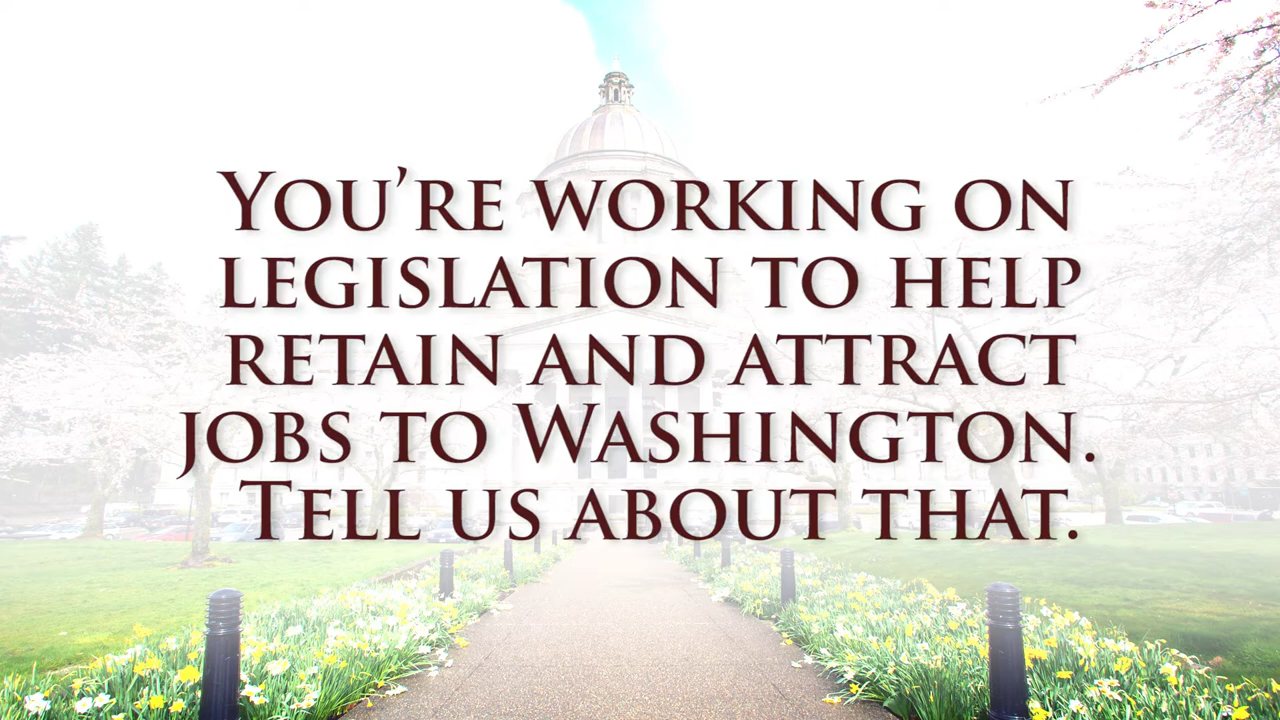 You’re working on
legislation to help
retain and attract
jobs to Washington.
Tell us about that.